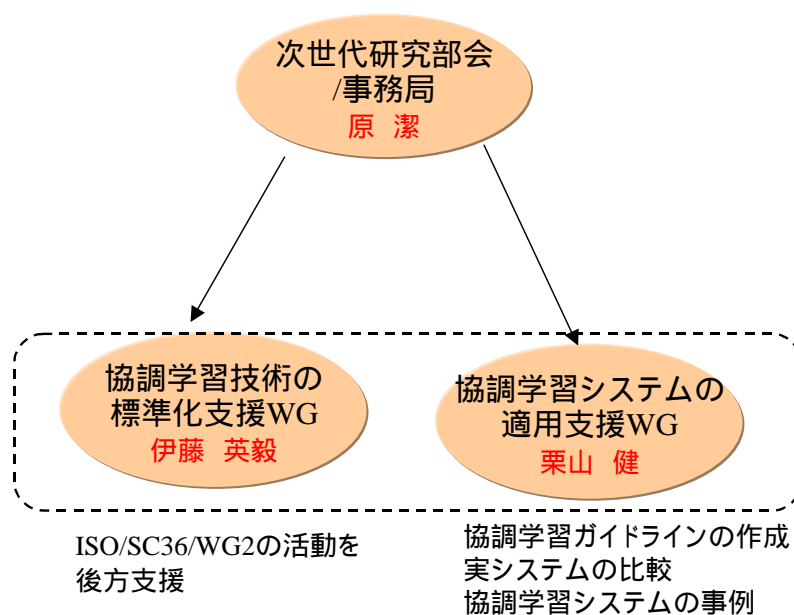 次世代研究部会
/事務局
原 潔
協調学習技術の
標準化支援WG
伊藤 英毅
協調学習システムの
適用支援WG
栗山 健
ISO/SC36/WG2の活動を
後方支援
協調学習ガイドラインの作成
実システムの比較
協調学習システムの事例